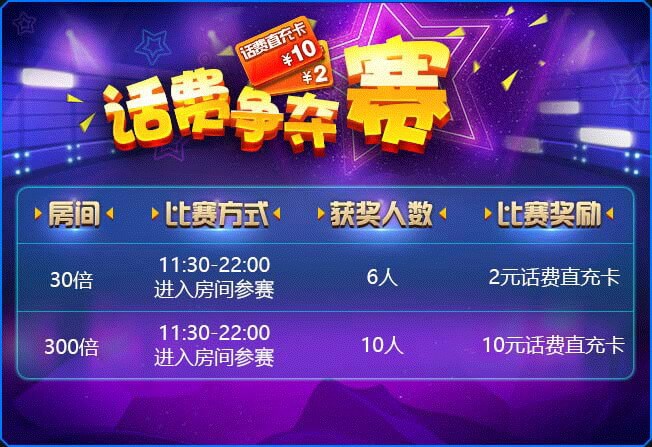 话费直充卡
¥10
¥2
话费争夺赛
房间 比赛方式 获奖人数 比赛奖励
30倍 11:30-22:00 6人 2元话费直充卡
进入房间参赛
300倍 11:30-22:00 10人 10元话费直充卡
进入房间参赛